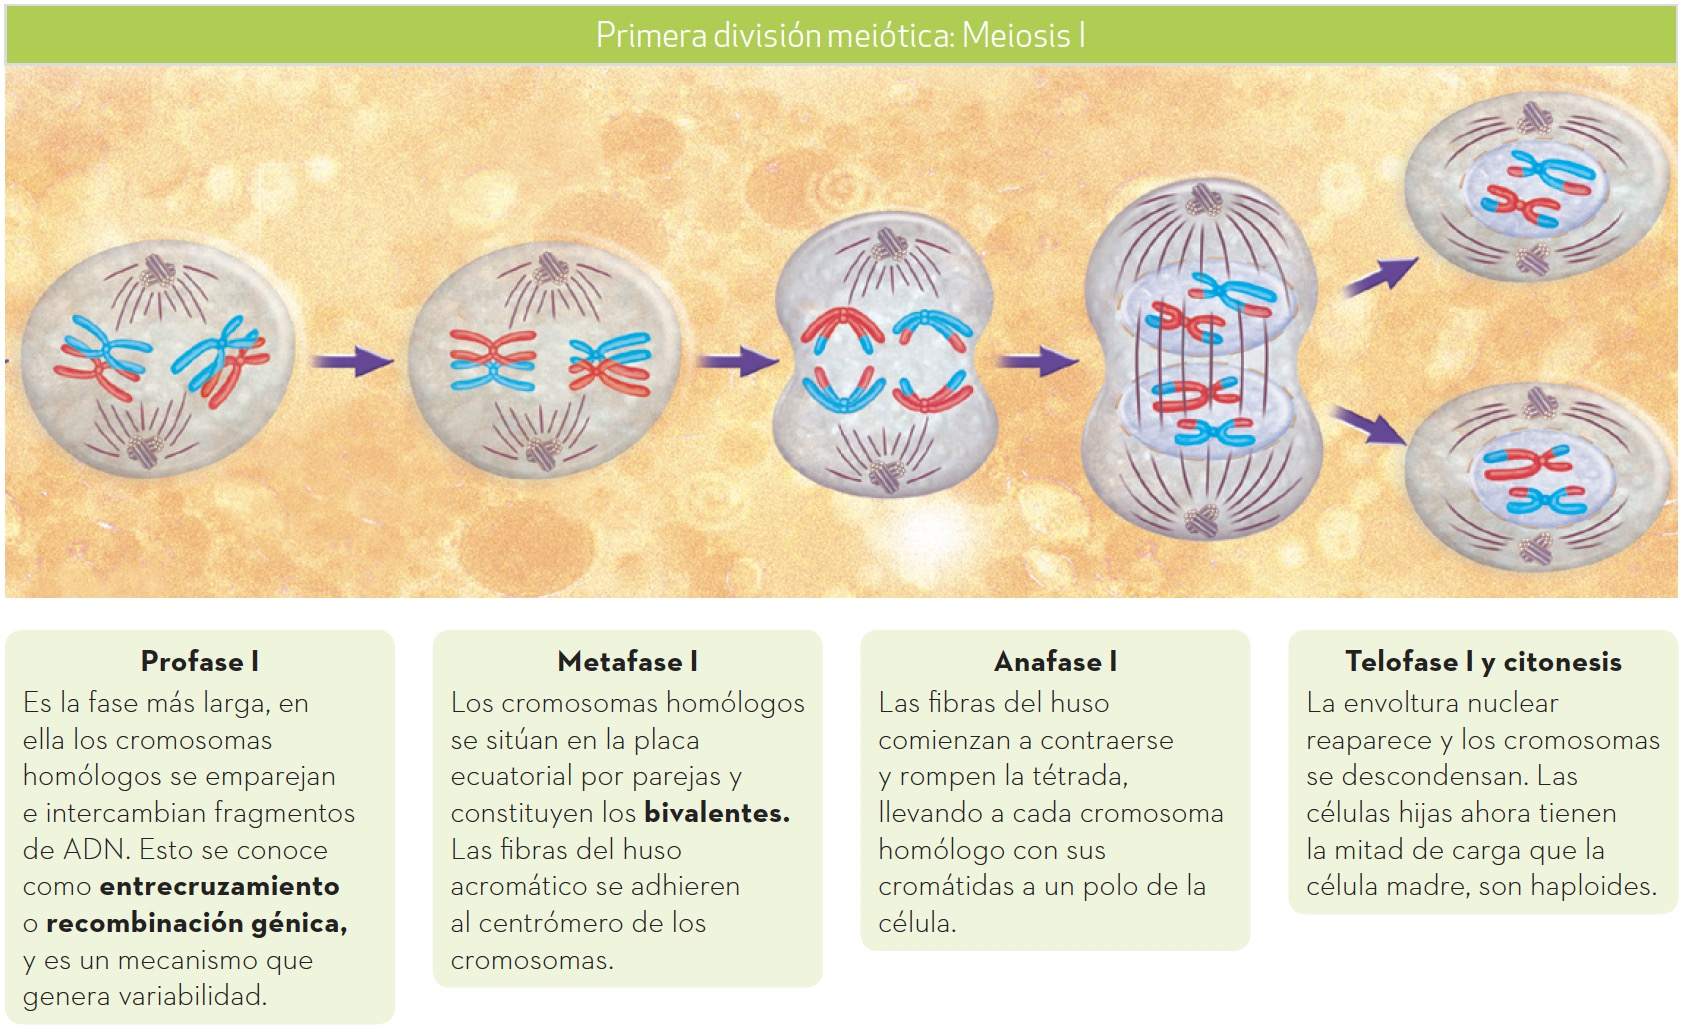 Primera división meiótica: Meiosis I
Profase I
Es la fase más larga, en
ella los cromosomas
homólogos se emparejan
e intercambian fragmentos
de ADN. Esto se conoce
como entrecruzamiento
o recombinación génica,
y es un mecanismo que
genera variabilidad.
Metafase I
Los cromosomas homólogos
se sitúan en la placa
ecuatorial por parejas y
constituyen los bivalentes.
Las fibras del huso
acromático se adhieren
al centrómero de los
cromosomas.
Anafase I
Las fibras del huso
comienzan a contraerse
y rompen la tétrada,
llevando a cada cromosoma
homólogo con sus
cromátidas a un polo de la
célula.
Telofase I y citonesis
La envoltura nuclear
reaparece y los cromosomas
se descondensan. Las
células hijas ahora tienen
la mitad de carga que la
célula madre, son haploides.